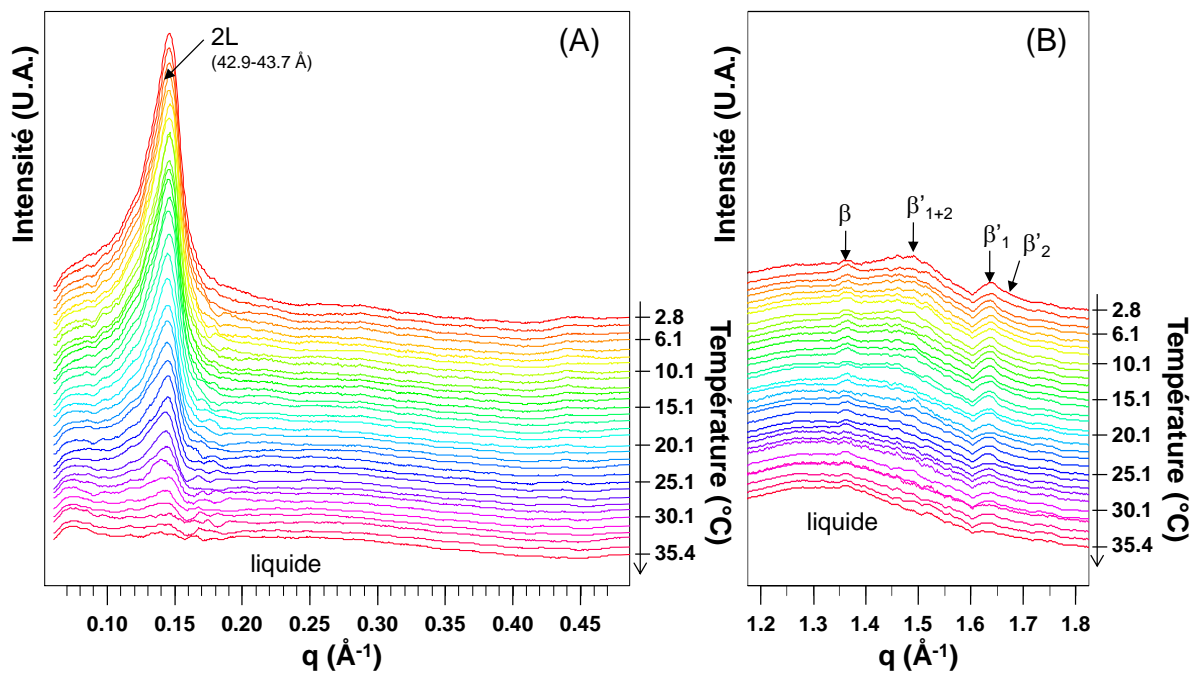 (A)
2L
(42.9-43.7 Å)
Intensité (U.A.)
2.8
6.1
10.1
15.1
20.1
25.1
30.1
35.4
Température (°C)
liquide
0.10 0.15 0.20 0.25 0.30 0.35 0.40 0.45
q (Å-1)
(B)
Intensité (U.A.)
β
β’1+2
β’1
β’2
2.8
6.1
10.1
15.1
20.1
25.1
30.1
35.4
Température (°C)
liquide
1.2 1.3 1.4 1.5 1.6 1.7 1.8
q (Å-1)